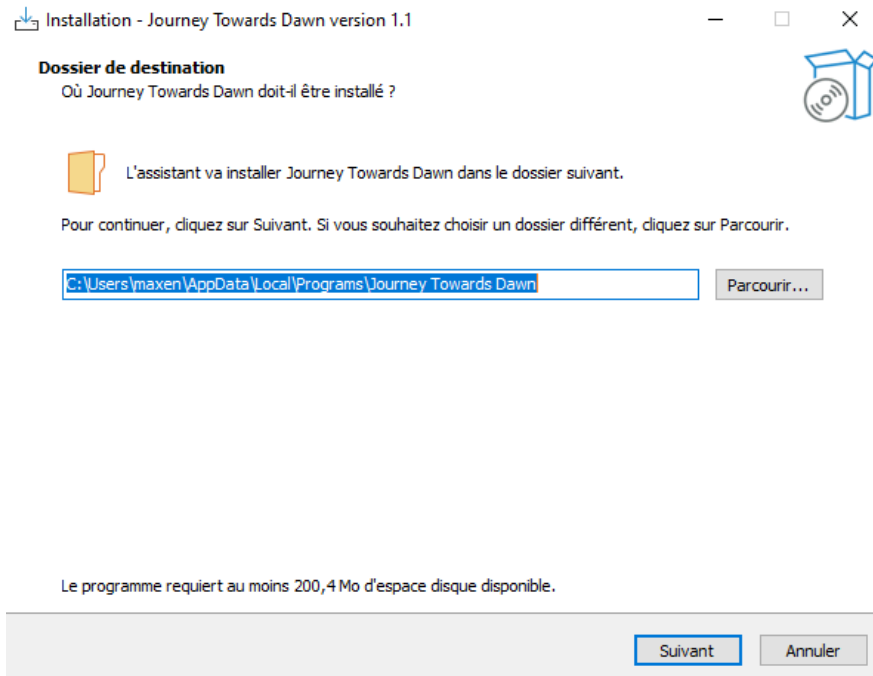 Installation - Journey Towards Dawn version 1.1
Dossier de destination
Où Journey Towards Dawn doit-il être installé ?
L'assistant va installer Journey Towards Dawn dans le dossier suivant.
Pour continuer, cliquez sur Suivant. Si vous souhaitez choisir un dossier différent, cliquez sur Parcourir.
C:\Users\maxen\AppData\Local\Programs\Journey Towards Dawn
Parcourir...
Le programme requiert au moins 200,4 Mo d'espace disque disponible.
Suivant
Annuler